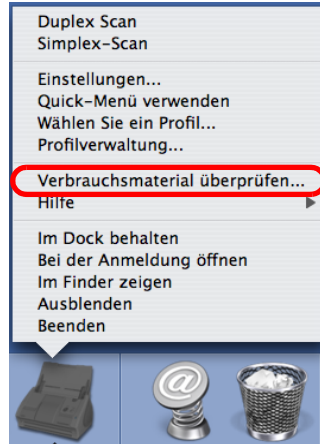 Duplex Scan
Simplex-Scan
Einstellungen...
Quick-Menü verwenden
Wählen Sie ein Profil...
Profilverwaltung...
Verbrauchsmaterial überprüfen...
Hilfe
Im Dock behalten
Bei der Anmeldung öffnen
Im Finder zeigen
Ausblenden
Beenden
@